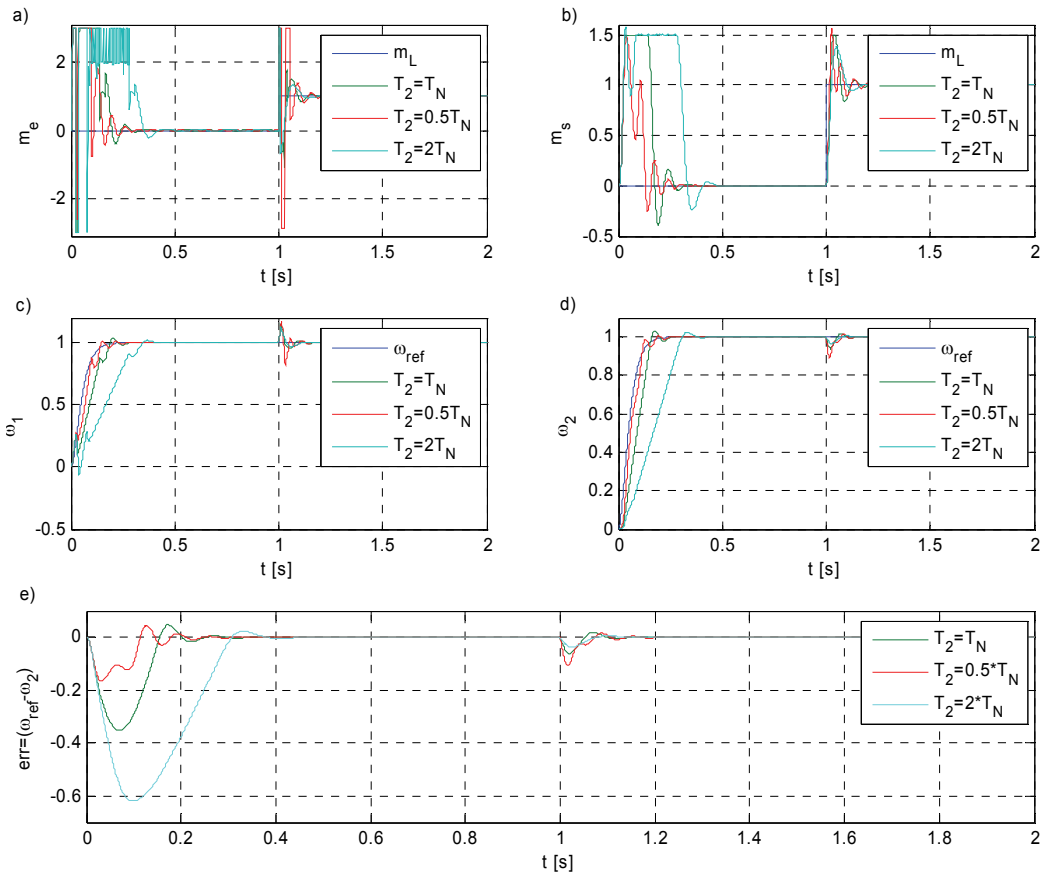 a)
b)
2
0
-2
m_e
0 0.5 1 1.5 2
t [s]
m_L
T_2=T_N
T_2=0.5T_N
T_2=2T_N
1.5
1
0.5
0
-0.5
m_s
0 0.5 1 1.5 2
t [s]
m_L
T_2=T_N
T_2=0.5T_N
T_2=2T_N
c)
d)
1
0.5
0
-0.5
ω_1
0 0.5 1 1.5 2
t [s]
ω_ref
T_2=T_N
T_2=0.5T_N
T_2=2T_N
1
0.8
0.6
0.4
0.2
0
ω_2
0 0.5 1 1.5 2
t [s]
ω_ref
T_2=T_N
T_2=0.5T_N
T_2=2T_N
e)
0
-0.2
-0.4
-0.6
err=(ω_ref-ω_2)
0 0.2 0.4 0.6 0.8 1 1.2 1.4 1.6 1.8 2
t [s]
T_2=T_N
T_2=0.5*T_N
T_2=2*T_N